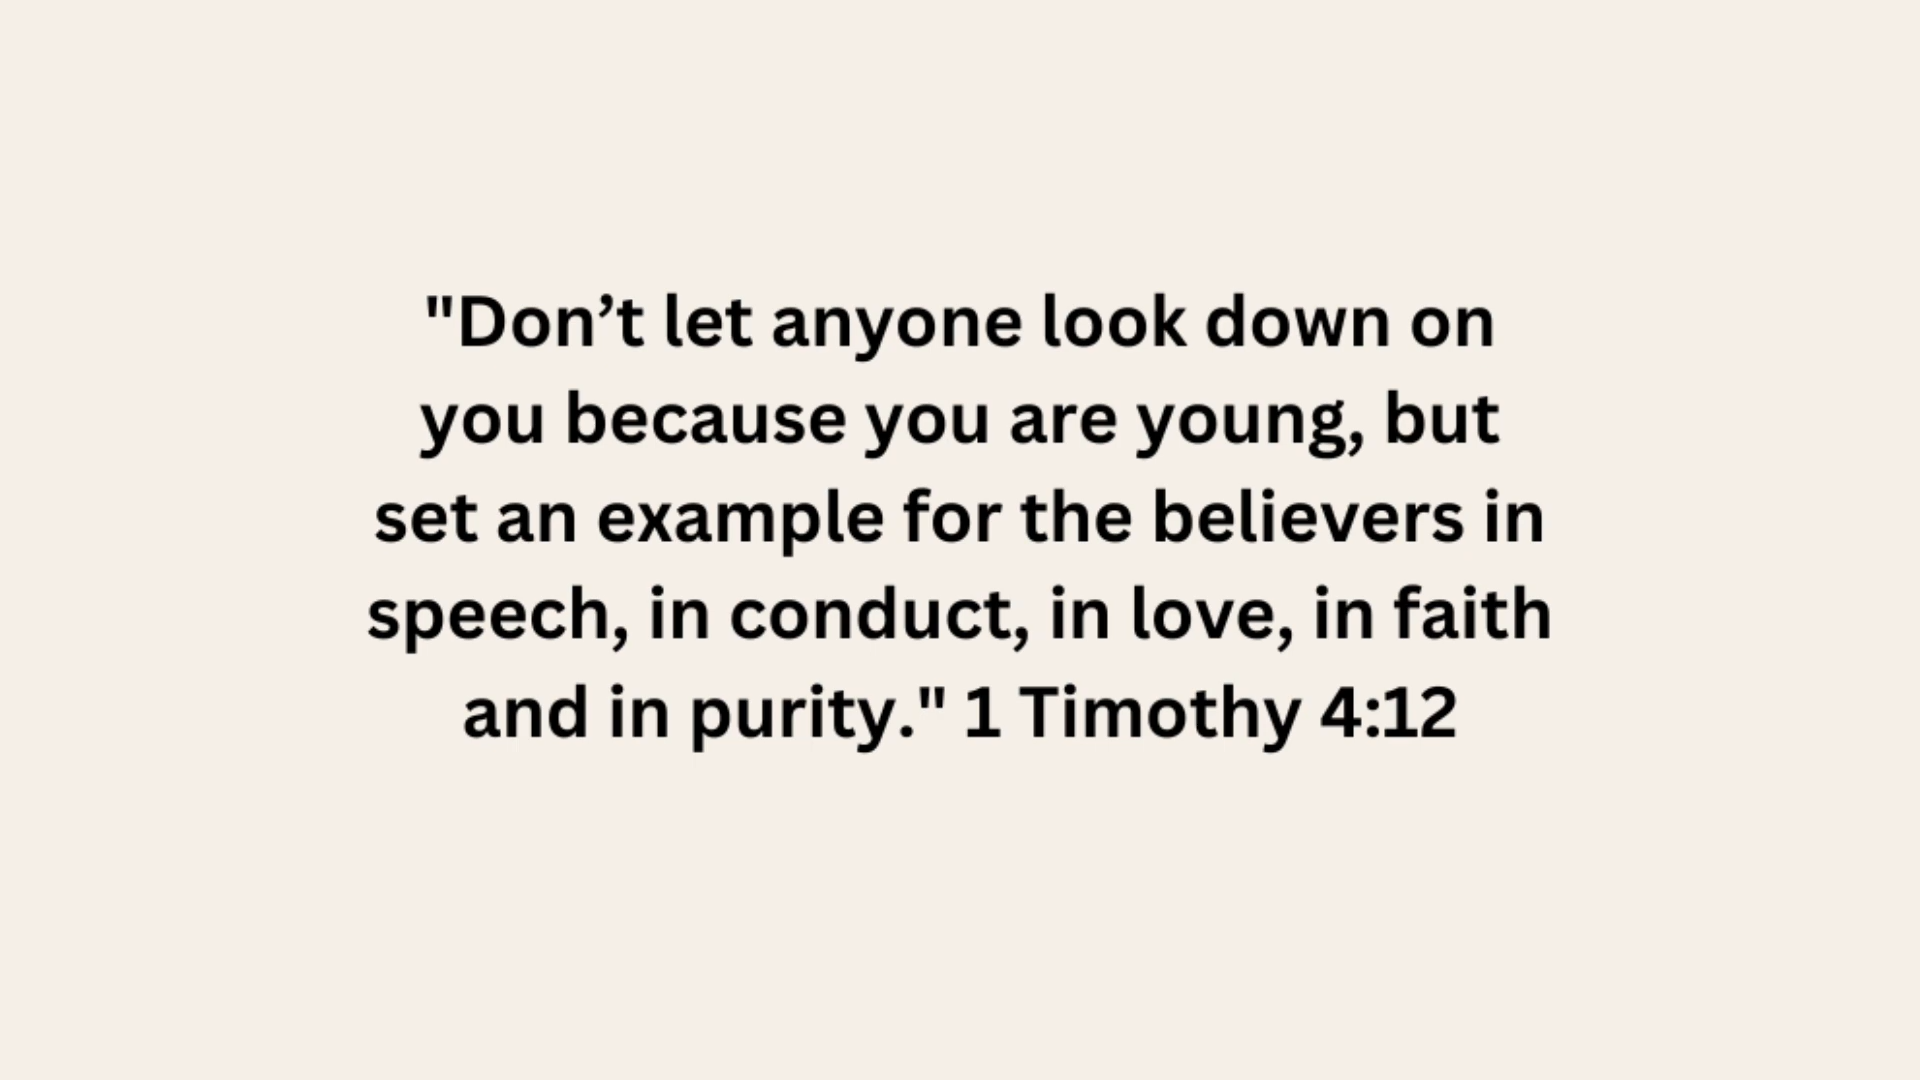 "Don’t let anyone look down on
you because you are young, but
set an example for the believers in
speech, in conduct, in love, in faith
and in purity." 1 Timothy 4:12